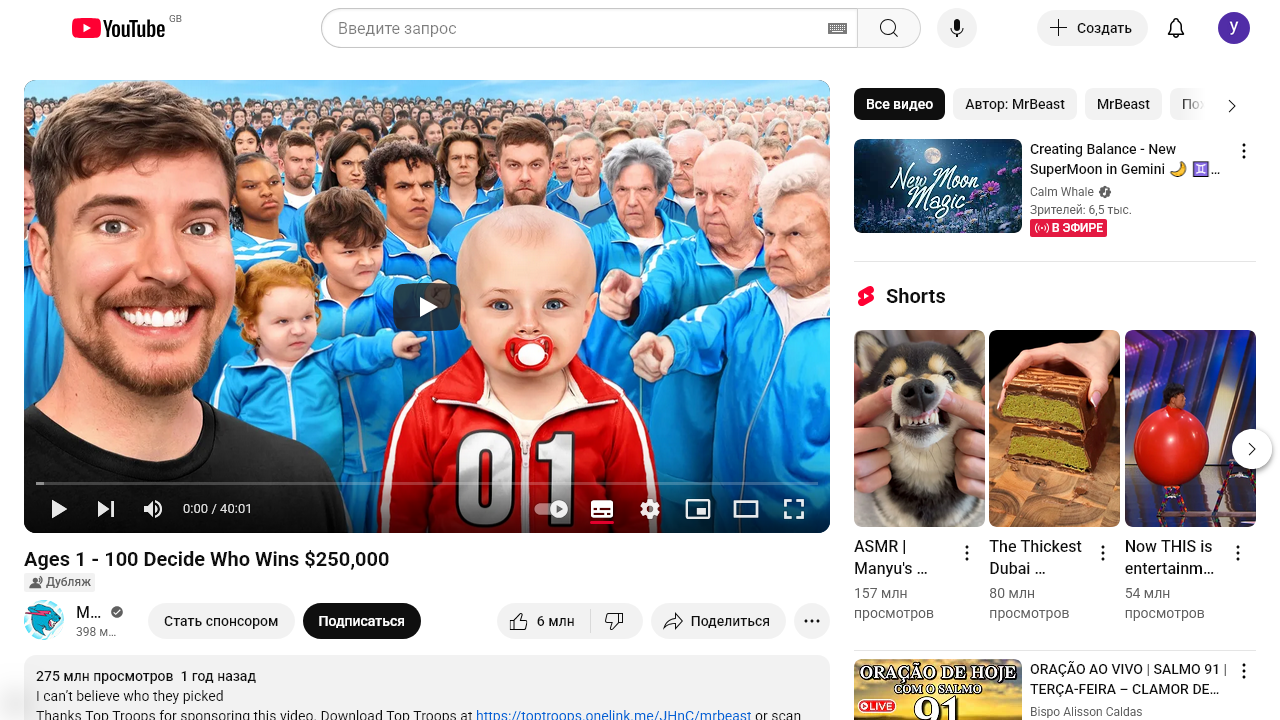 YouTube GB
Введите запрос
Создать
y
01
0:00 / 40:01
Ages 1 - 100 Decide Who Wins $250,000
Дубляж
M...
398 м...
Стать спонсором
Подписаться
6 млн
Поделиться
275 млн просмотров 1 год назад
I can't believe who they picked
Thanks Top Troops for sponsoring this video. Download Top Troops at https://toptroops.onelink.me/JHnC/mrbeast or scan
Все видео
Автор: MrBeast
MrBeast
New Moon
Magic
Creating Balance - New
SuperMoon in Gemini 🌙 ♊...
Calm Whale
Зрителей: 6,5 тыс.
В ЭФИРЕ
Shorts
ASMR |
Manyu's ...
157 млн
просмотров
The Thickest
Dubai ...
80 млн
просмотров
Now THIS is
entertainm...
54 млн
просмотров
ORAÇÃO DE HOJE
COM O SALMO
LIVE
91
ORAÇÃO AO VIVO | SALMO 91 |
TERÇA-FEIRA – CLAMOR DE...
Bispo Alisson Caldas